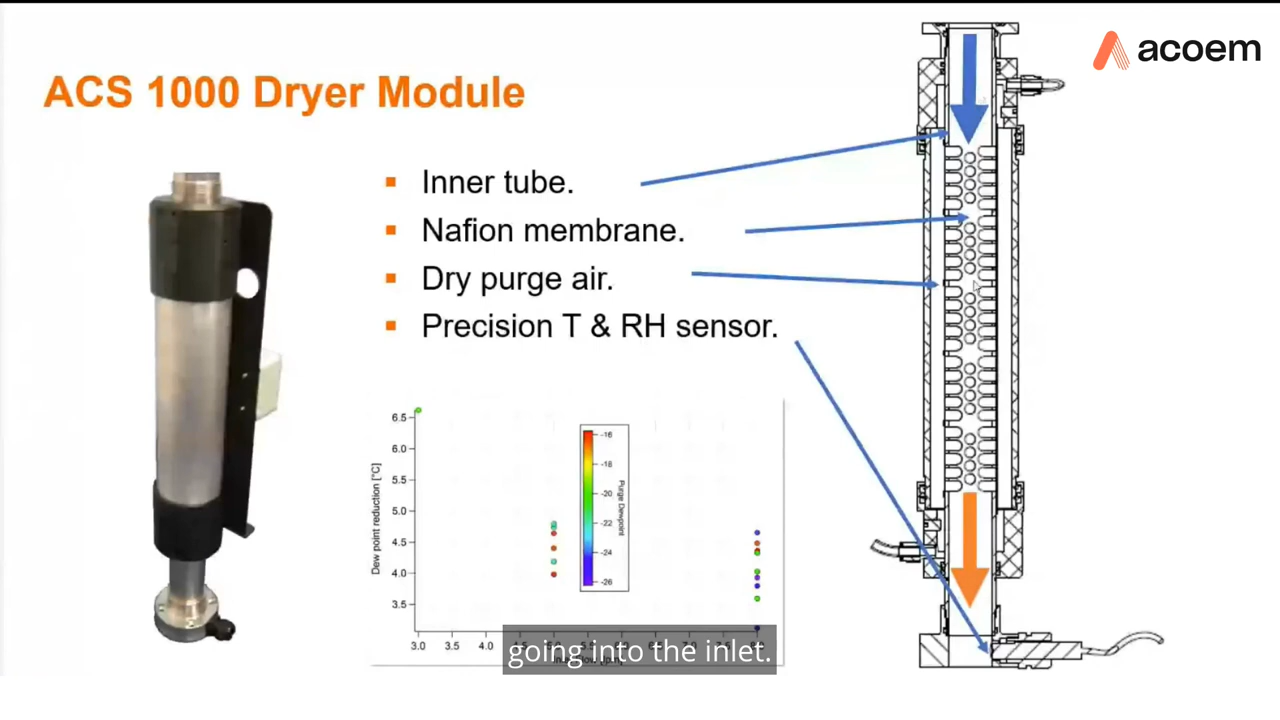 acoem
ACS 1000 Dryer Module
Inner tube.
Nafion membrane.
Dry purge air.
Precision T & RH sensor.
Dew point reduction [°C]
6.5
6.0
5.5
5.0
4.5
4.0
3.5
-16
-18
-20
-22
-24
-26
Purge Dewpoint
3.0 3.5 4.0 4.5
going into the inlet.